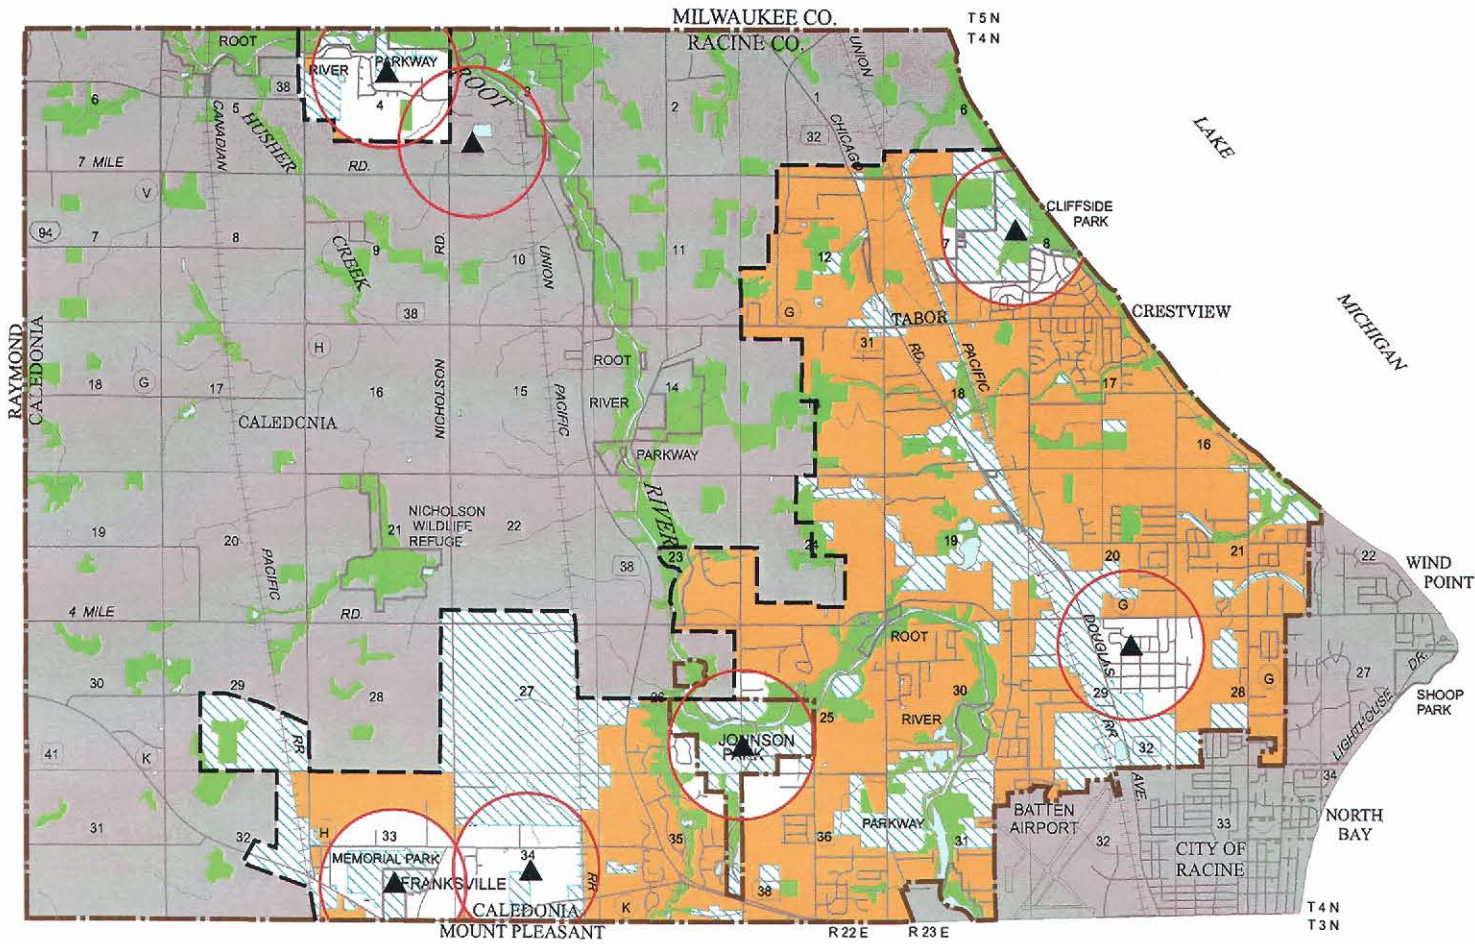 MILWAUKEE CO.
T 5 N
RACINE CO.
T 4 N
ROOT
UNION
RIVER
PARKWAY
ROOT
38
6
5
4
3
2
1
6
32
CANADIAN
HUSHER
CHICAGO
LAKE
7 MILE
RD.
V
CLIFFSIDE
PARK
94
7
8
9
RD.
10
11
12
7
8
CREEK
UNION
38
G
TABOR
CRESTVIEW
MICHIGAN
RAYMOND
CALEDONIA
H
31
RD.
PACIFIC
ROOT
18
G
17
16
NICHOLSON
15
PACIFIC
14
18
17
RIVER
CALEDONIA
16
PARKWAY
RIVER
NICHOLSON
WILDLIFE
REFUGE
19
20
21
22
23
24
19
20
21
22
WIND
POINT
PACIFIC
38
4 MILE
RD.
G
DOUGLAS
ROOT
30
29
28
27
26
25
RIVER
30
29
28
27
G
DR.
LIGHTHOUSE
SHOOP
PARK
RR
RR
41
K
JOHNSON
PARK
32
34
AVE.
31
32
H
33
34
35
36
PARKWAY
31
BATTEN
AIRPORT
32
33
NORTH
BAY
MEMORIAL PARK
FRANKSVILLE
RR
38
CITY OF
RACINE
CALEDONIA
K
MOUNT PLEASANT
R 22 E
R 23 E
T 4 N
T 3 N